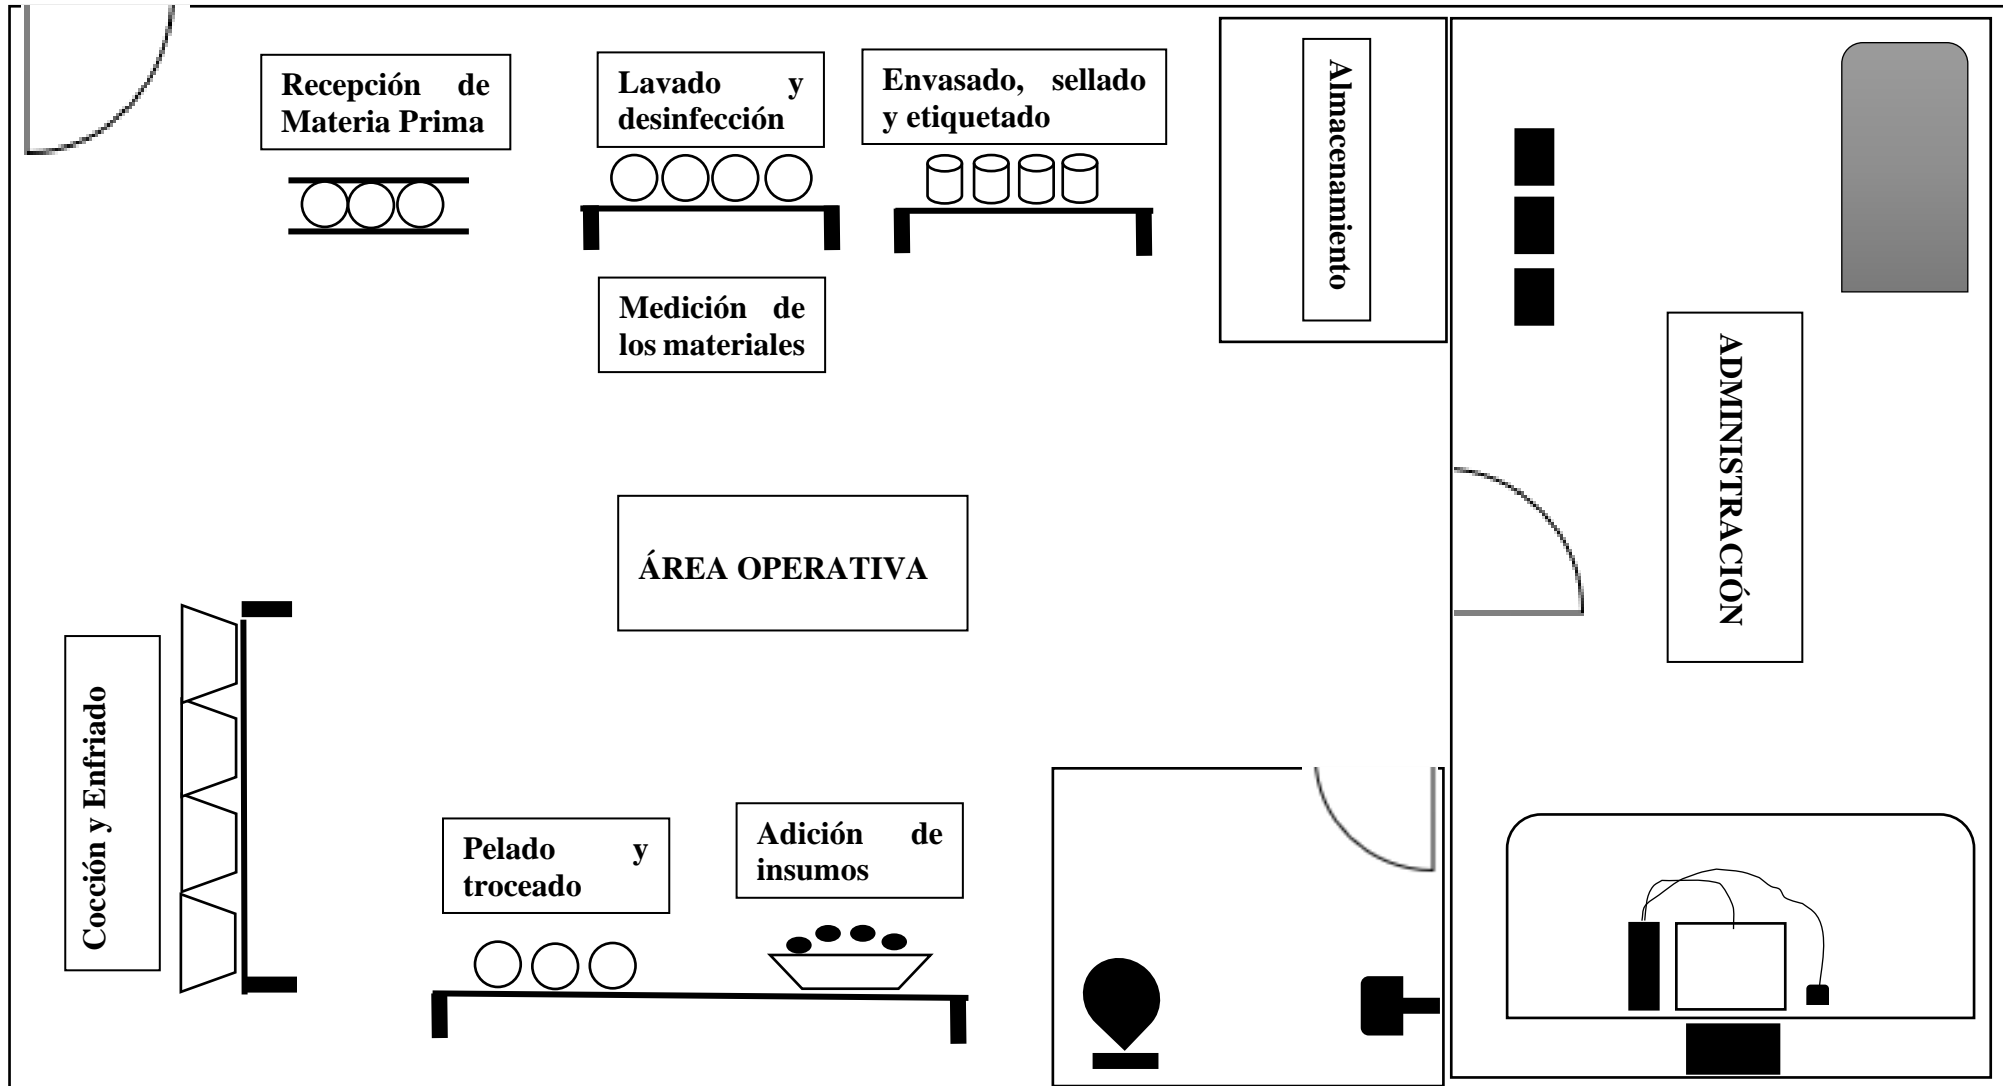 Recepción de
Materia Prima
Lavado y
desinfección
Envasado, sellado
y etiquetado
Almacenamiento
Medición de
los materiales
ADMINISTRACIÓN
ÁREA OPERATIVA
Cocción y Enfriado
Pelado y
troceado
Adición de
insumos